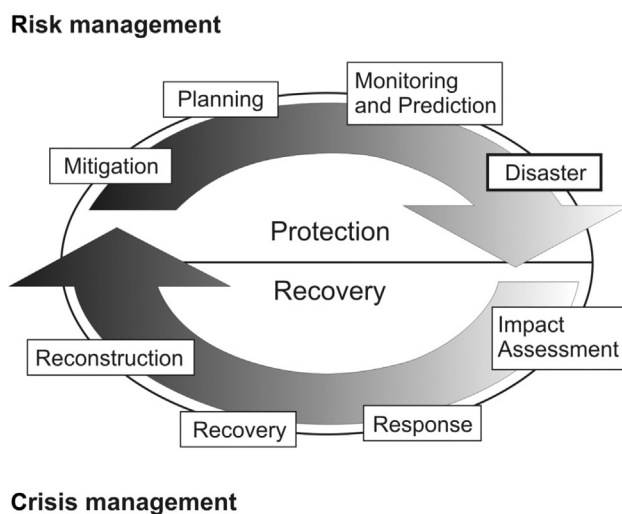 Risk management
Monitoring
and Prediction
Planning
Mitigation
Disaster
Protection
Recovery
Impact
Assessment
Reconstruction
Response
Recovery
Crisis management